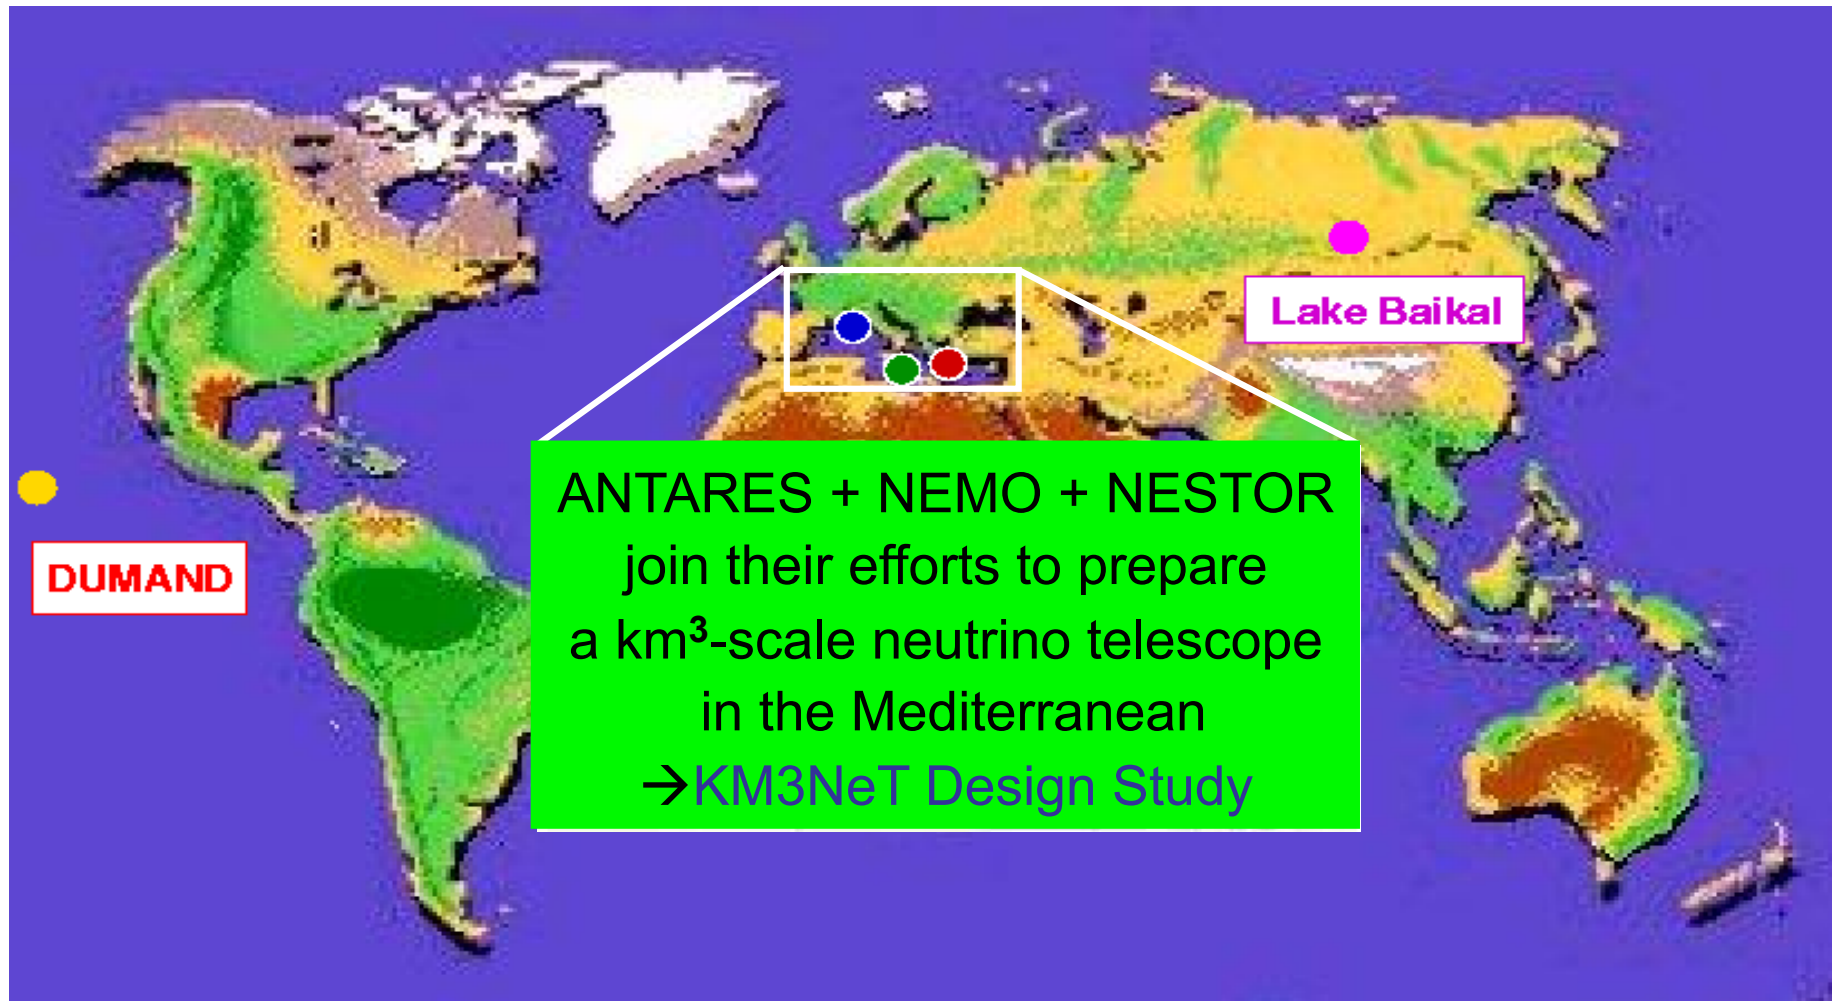 Lake Baikal
DUMAND
ANTARES + NEMO + NESTOR
join their efforts to prepare
a km³-scale neutrino telescope
in the Mediterranean
→KM3NeT Design Study